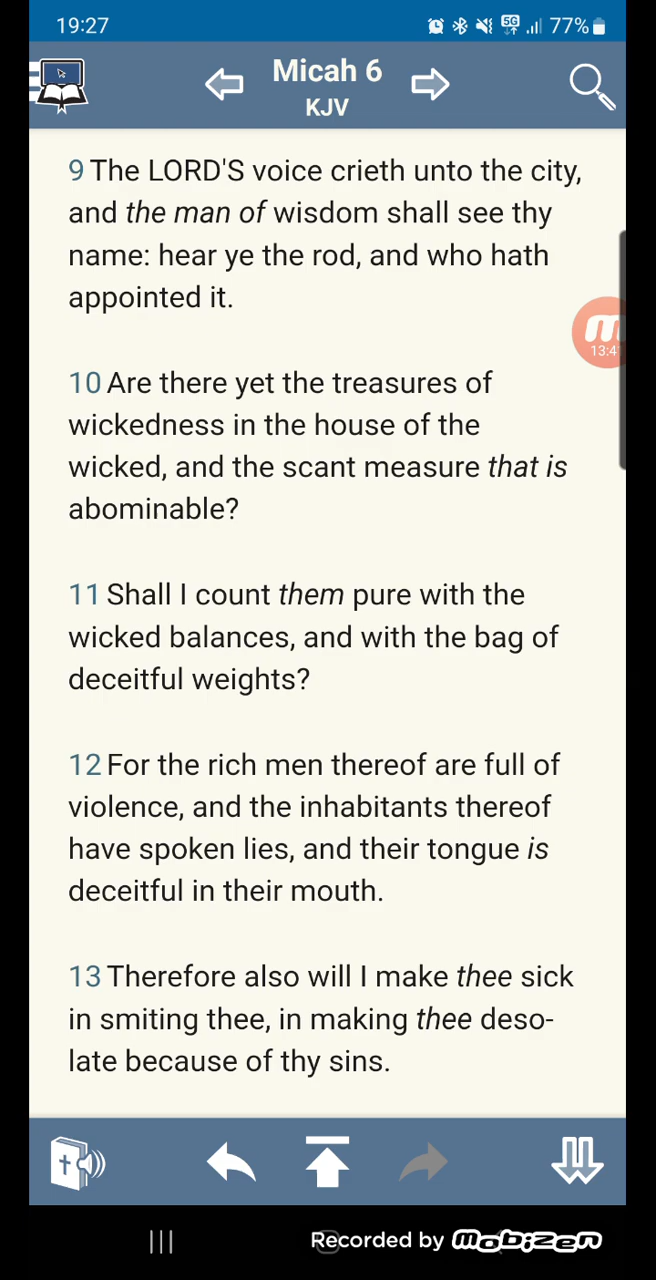 19:27
5G
77%
Micah 6
KJV
9 The LORD'S voice crieth unto the city,
and the man of wisdom shall see thy
name: hear ye the rod, and who hath
appointed it.
13:41
10 Are there yet the treasures of
wickedness in the house of the
wicked, and the scant measure that is
abominable?
11 Shall I count them pure with the
wicked balances, and with the bag of
deceitful weights?
12 For the rich men thereof are full of
violence, and the inhabitants thereof
have spoken lies, and their tongue is
deceitful in their mouth.
13 Therefore also will I make thee sick
in smiting thee, in making thee deso-
late because of thy sins.
Recorded by mobizen